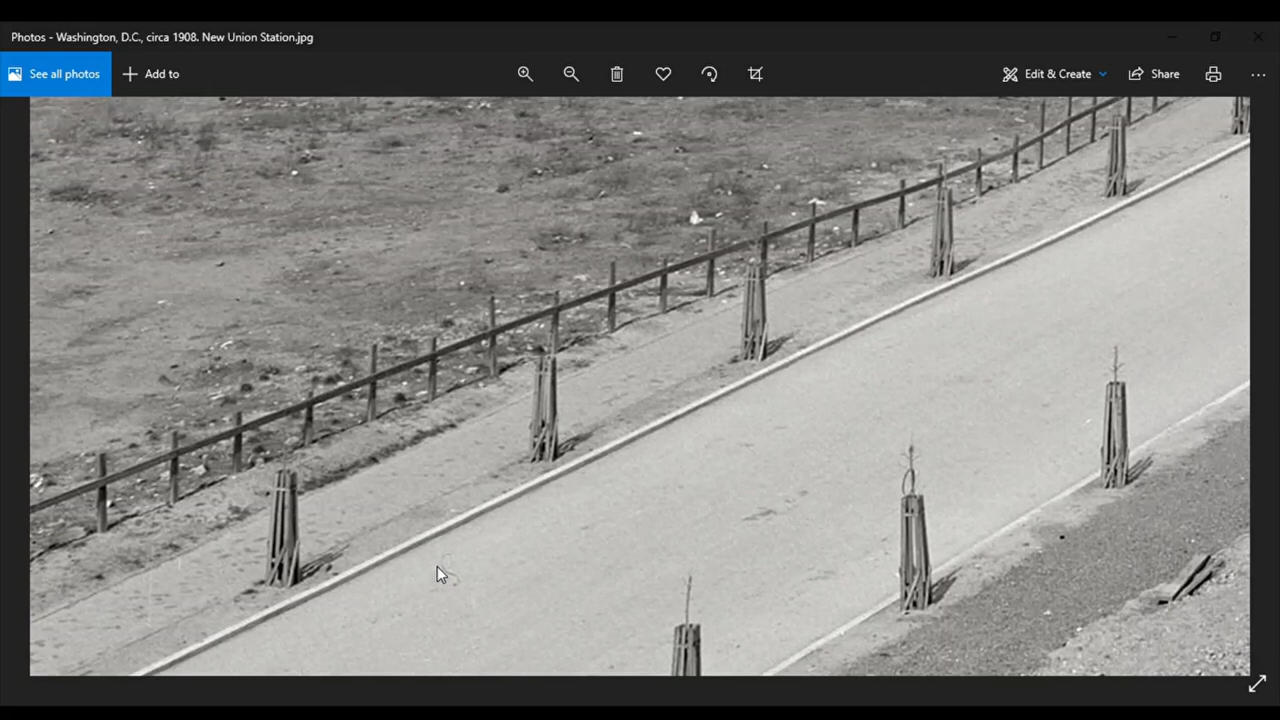 Photos - Washington, D.C., circa 1908. New Union Station.jpg
See all photos
Add to
Edit & Create
Share